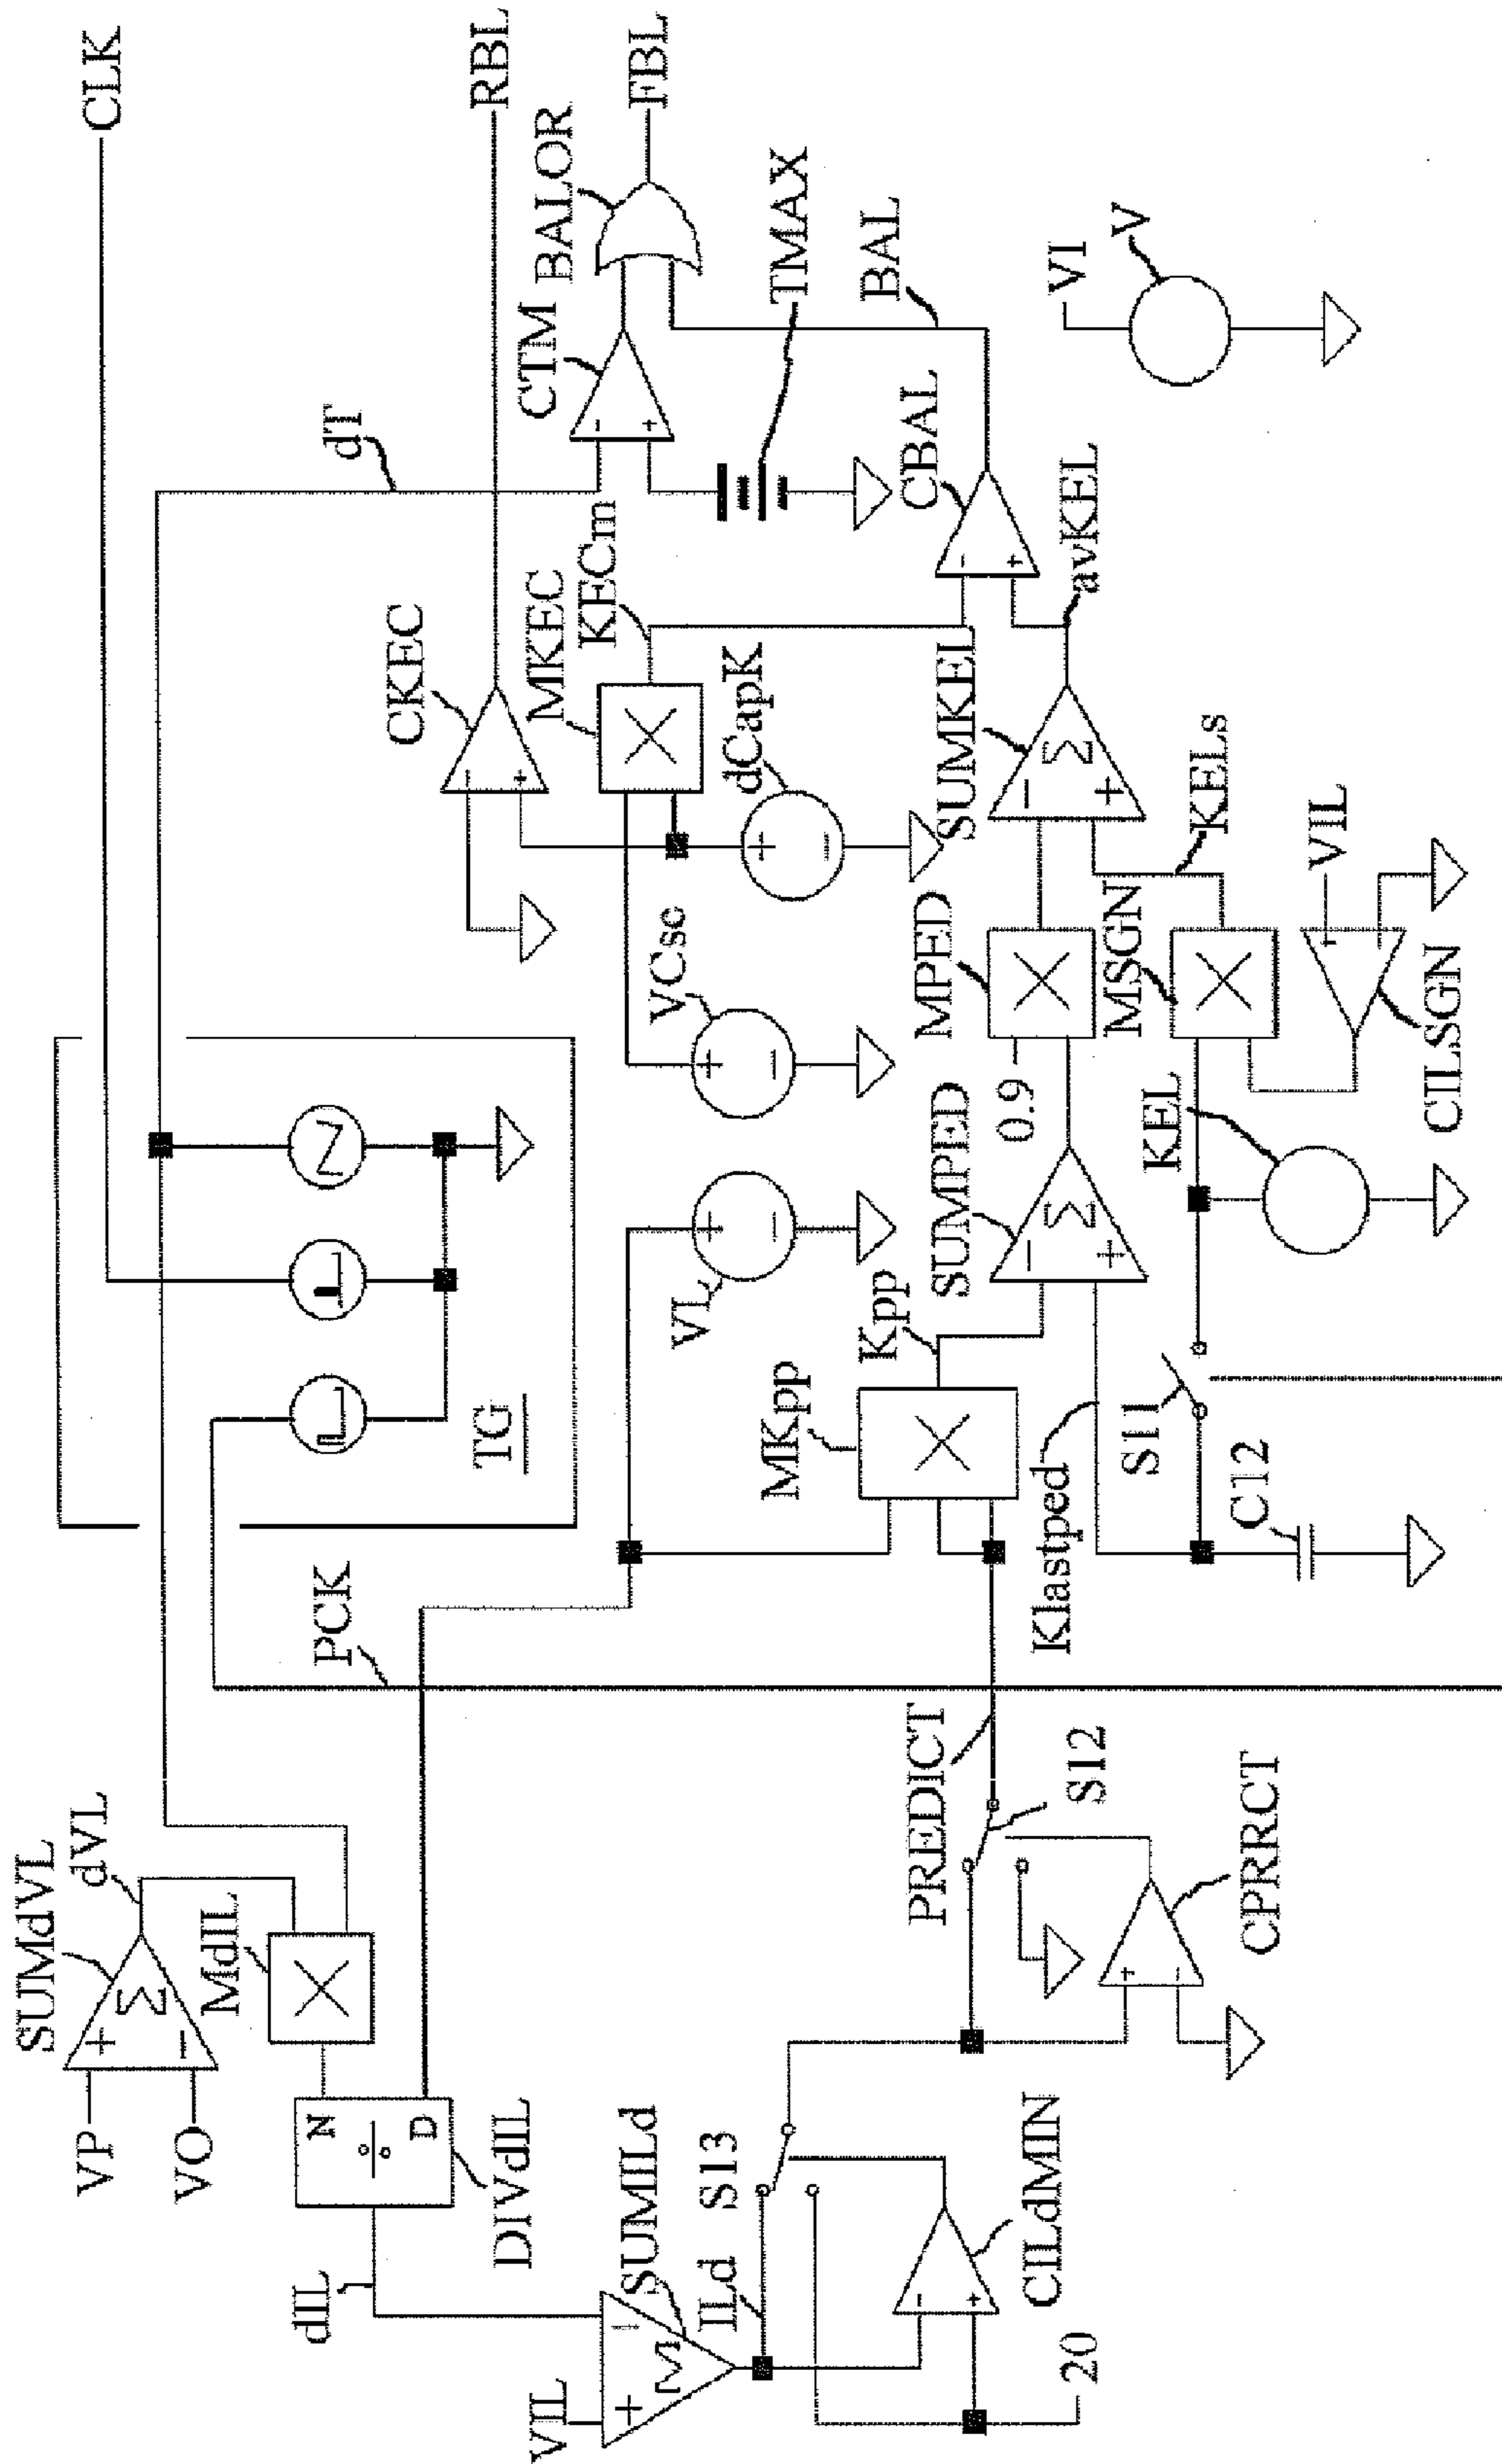 CLK
RBL
FBL
BALOR
TMAX
CTM
BAL
dT
VI
V
CBAL
avKEL
CKEC
MKEC
KECm
dCapK
SUMKEL
KELs
VIL
VCsc
MPED
MSGN
CILSGN
0.9
SUMPED
KEL
VL
TG
Kpp
MKpp
Klastped
S11
C12
PCK
PREDICT
S12
CPRRCT
SUMdVL
dVL
MdIL
VP
VO
N
D
DIVdIL
dIL
SUMILd
ILd
S13
CILdMIN
VIL
20